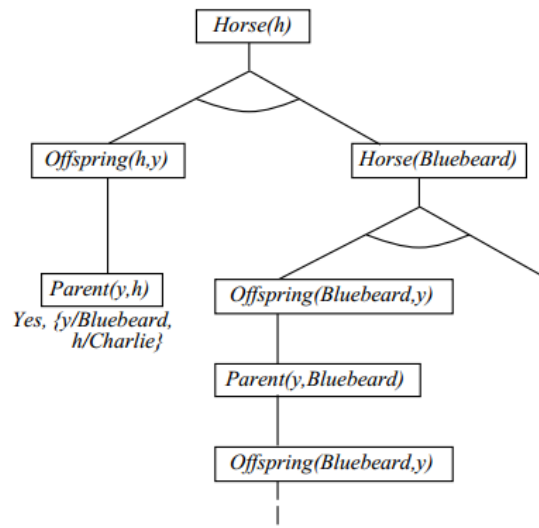 Horse(h)
Offspring(h,y)
Horse(Bluebeard)
Parent(y,h)
Yes, {y/Bluebeard,
h/Charlie}
Offspring(Bluebeard,y)
Parent(y,Bluebeard)
Offspring(Bluebeard,y)